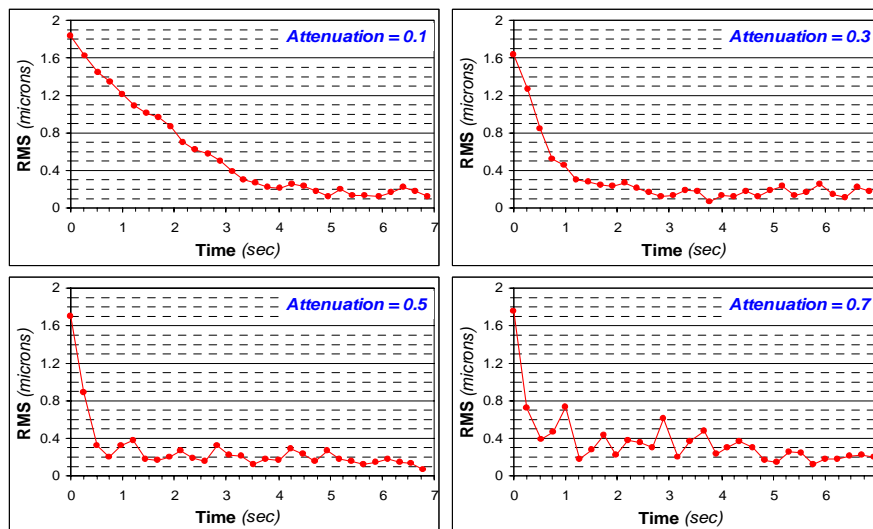 Attenuation = 0.1
2
1.6
1.2
0.8
0.4
0
RMS (microns)
0 1 2 3 4 5 6 7
Time (sec)
Attenuation = 0.3
2
1.6
1.2
0.8
0.4
0
RMS (microns)
0 1 2 3 4 5 6
Time (sec)
Attenuation = 0.5
2
1.6
1.2
0.8
0.4
0
RMS (microns)
0 1 2 3 4 5 6 7
Time (sec)
Attenuation = 0.7
2
1.6
1.2
0.8
0.4
0
RMS (microns)
0 1 2 3 4 5 6
Time (sec)